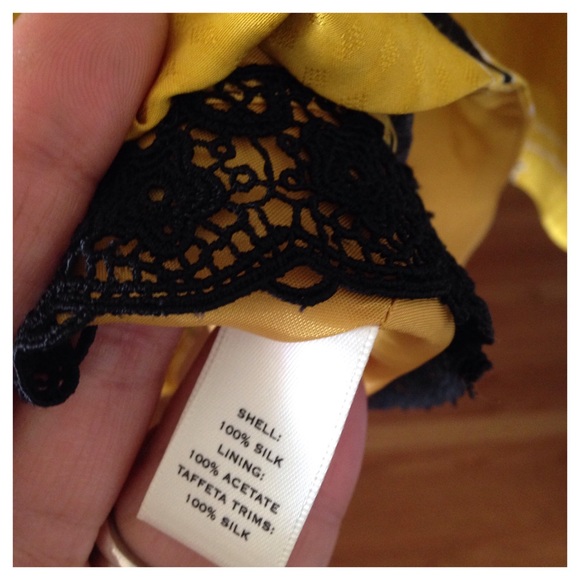 SHELL:
100% SILK
LINING:
100% ACETATE
TAFFETA TRIMS:
100% SILK